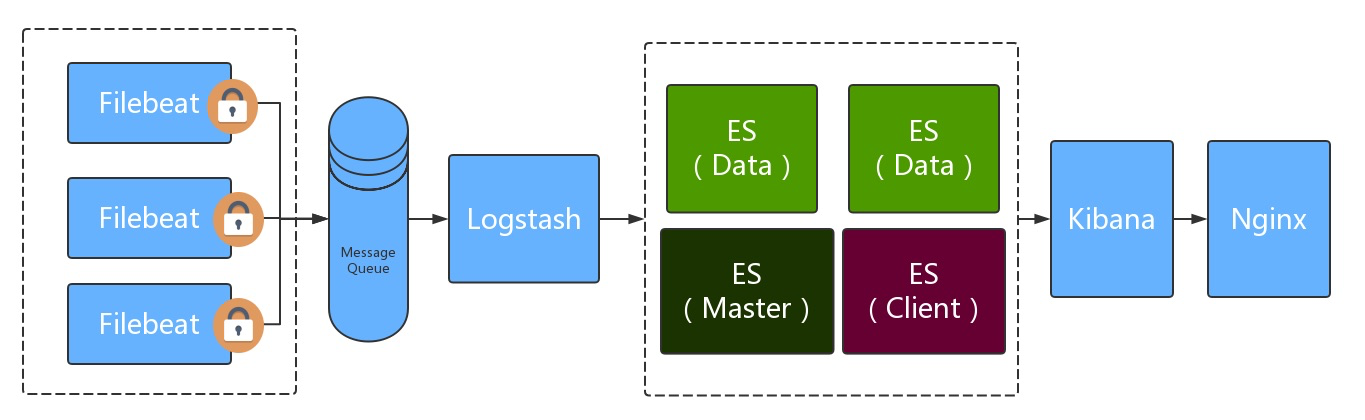 Filebeat
Filebeat
Filebeat
Message
Queue
Logstash
ES
（ Data ）
ES
（ Data ）
ES
（ Master ）
ES
（ Client ）
Kibana
Nginx